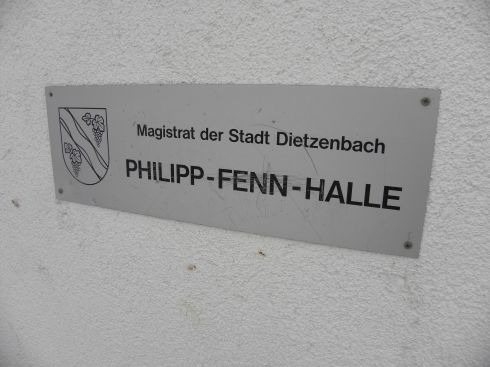 Magistrat der Stadt Dietzenbach
PHILIPP-FENN-HALLE